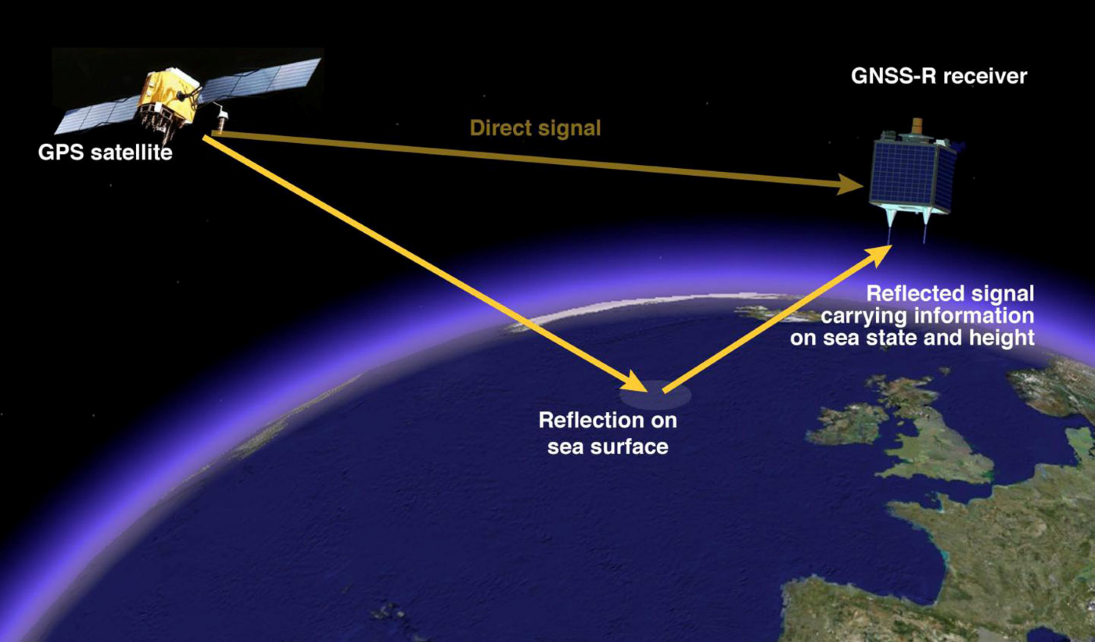 GNSS-R receiver
Direct signal
GPS satellite
Reflected signal
carrying information
on sea state and height
Reflection on
sea surface